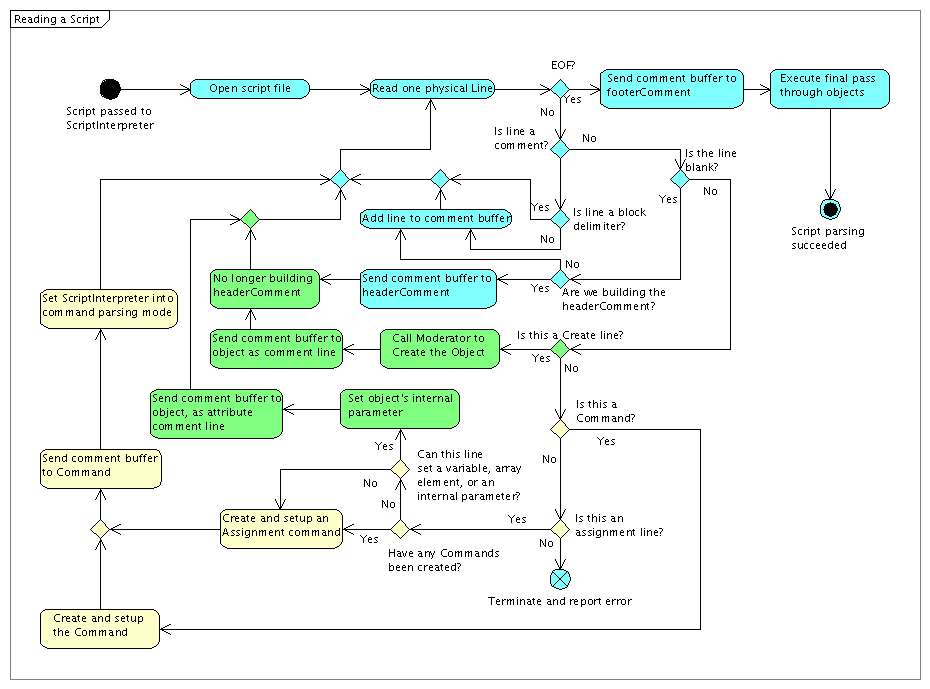 Reading a Script
EOF?
Open script file
Read one physical Line
Yes
Send comment buffer to
footerComment
Execute final pass
through objects
Script passed to
ScriptInterpreter
No
Is line a
comment?
No
Is the line
blank?
Yes
No
Yes
Add line to comment buffer
Is line a block
delimiter?
No
Script parsing
succeeded
No
No longer building
headerComment
Send comment buffer to
headerComment
Yes
Are we building the
headerComment?
Set ScriptInterpreter into
command parsing mode
Send comment buffer to
object as comment line
Call Moderator to
Create the Object
Is this a Create line?
Yes
No
Send comment buffer to
object, as attribute
comment line
Set object's internal
parameter
Is this a
Command?
Yes
Yes
Can this line
set a variable, array
element, or an
internal parameter?
No
No
Send comment buffer
to Command
No
Create and setup an
Assignment command
Yes
Yes
Is this an
assignment line?
No
Have any Commands
been created?
Terminate and report error
Create and setup
the Command